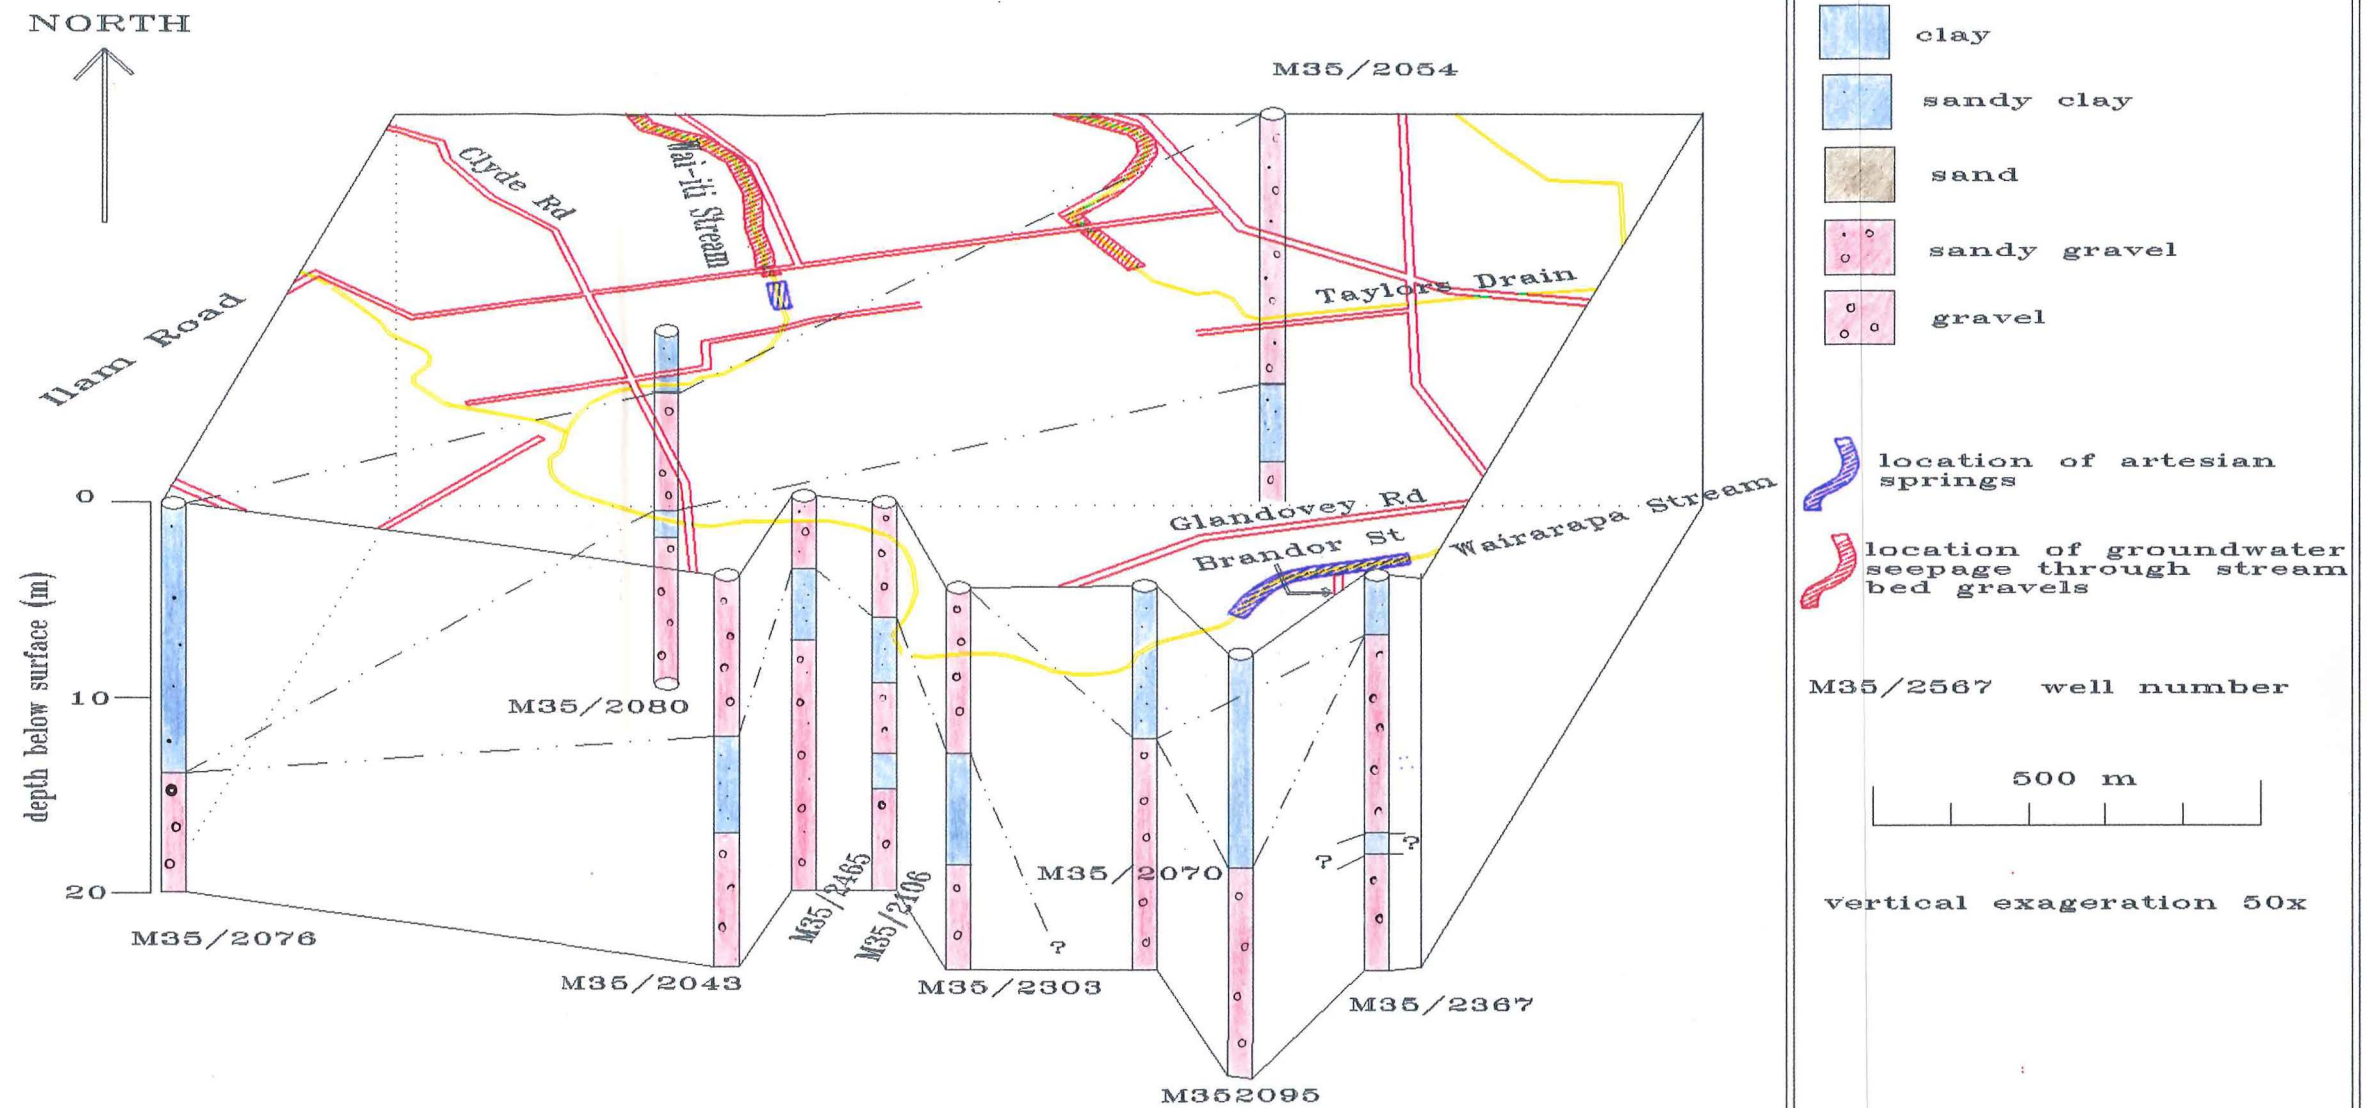 NORTH
M35/2054
Clyde Rd
Wai-iti Stream
Taylors Drain
Ilam Road
Glandovey Rd
Brandor St
Wairarapa Stream
depth below surface (m)
0
10
20
M35/2080
M35/2465
M35/2406
M35/2070
?
?
?
M35/2076
M35/2043
M35/2303
M35/2367
M352095
clay
sandy clay
sand
sandy gravel
gravel
location of artesian
springs
location of groundwater
seepage through stream
bed gravels
M35/2567 well number
500 m
vertical exageration 50x